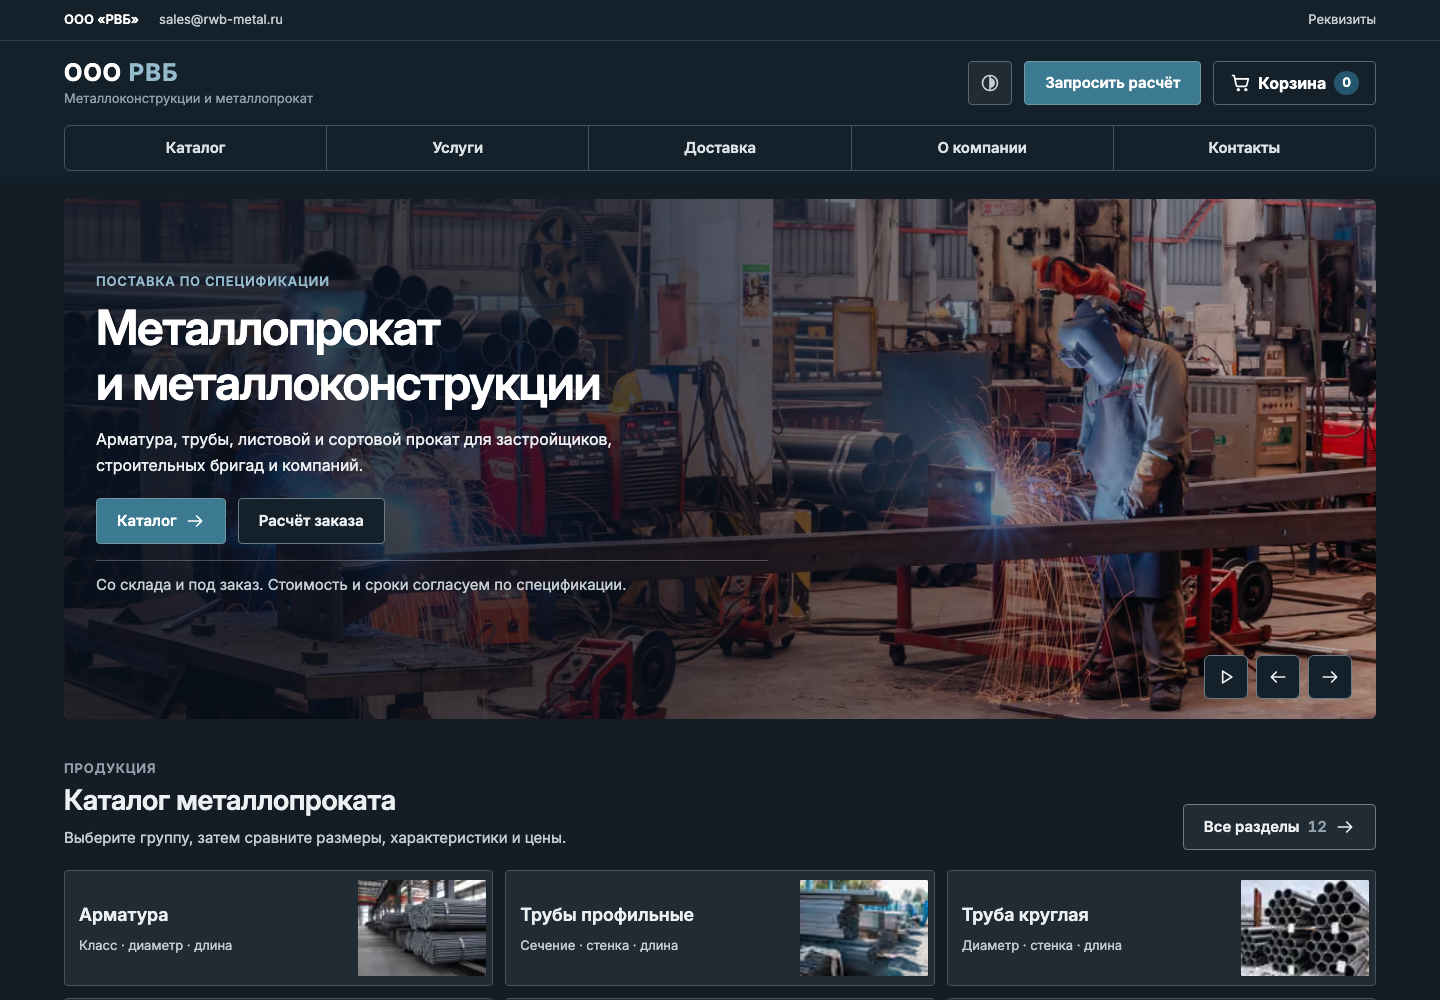 ООО «РВБ» sales@rwb-metal.ru Реквизиты
ООО РВБ
Металлоконструкции и металлопрокат
Запросить расчёт
Корзина 0
Каталог Услуги Доставка О компании Контакты
ПОСТАВКА ПО СПЕЦИФИКАЦИИ
Металлопрокат
и металлоконструкции
Арматура, трубы, листовой и сортовой прокат для застройщиков,
строительных бригад и компаний.
Каталог
Расчёт заказа
Со склада и под заказ. Стоимость и сроки согласуем по спецификации.
ПРОДУКЦИЯ
Каталог металлопроката
Выберите группу, затем сравните размеры, характеристики и цены.
Все разделы 12
Арматура
Класс · диаметр · длина
Трубы профильные
Сечение · стенка · длина
Труба круглая
Диаметр · стенка · длина